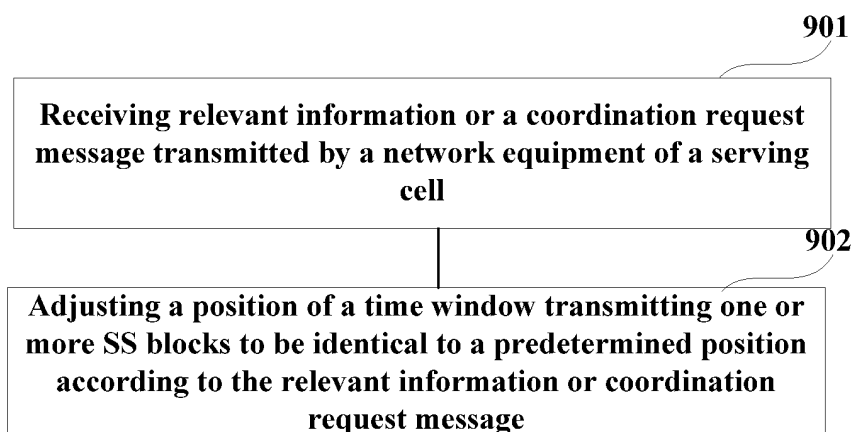 901
Receiving relevant information or a coordination request
message transmitted by a network equipment of a serving
cell
902
Adjusting a position of a time window transmitting one or
more SS blocks to be identical to a predetermined position
according to the relevant information or coordination
request message